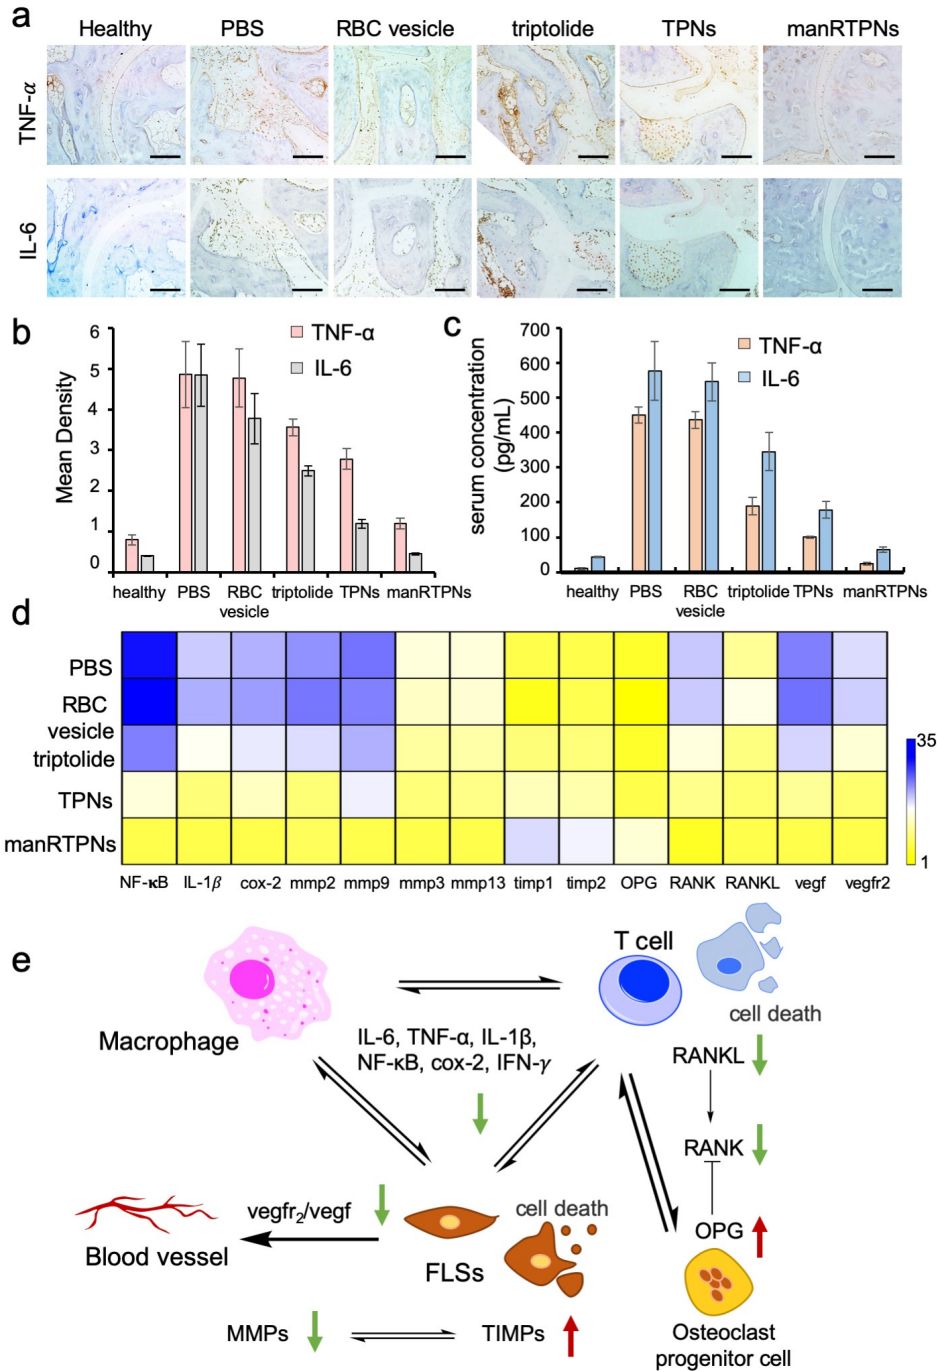 a
Healthy PBS RBC vesicle triptolide TPNs manRTPNs
TNF-α
IL-6
b
6
5
4
3
2
1
0
Mean Density
TNF-α
IL-6
healthy PBS RBC triptolide TPNs manRTPNs
vesicle
c
700
600
500
400
300
200
100
0
serum concentration
(pg/mL)
TNF-α
IL-6
healthy PBS RBC triptolide TPNs manRTPNs
vesicle
d
PBS
RBC
vesicle
triptolide
TPNs
manRTPNs
35
1
NF-κB IL-1β cox-2 mmp2 mmp9 mmp3 mmp13 timp1 timp2 OPG RANK RANKL vegf vegfr2
e
T cell
Macrophage
cell death
IL-6, TNF-α, IL-1β,
NF-κB, cox-2, IFN-γ
RANKL
RANK
OPG
vegfr2/vegf
cell death
Blood vessel
FLSs
MMPs
TIMPs
Osteoclast
progenitor cell